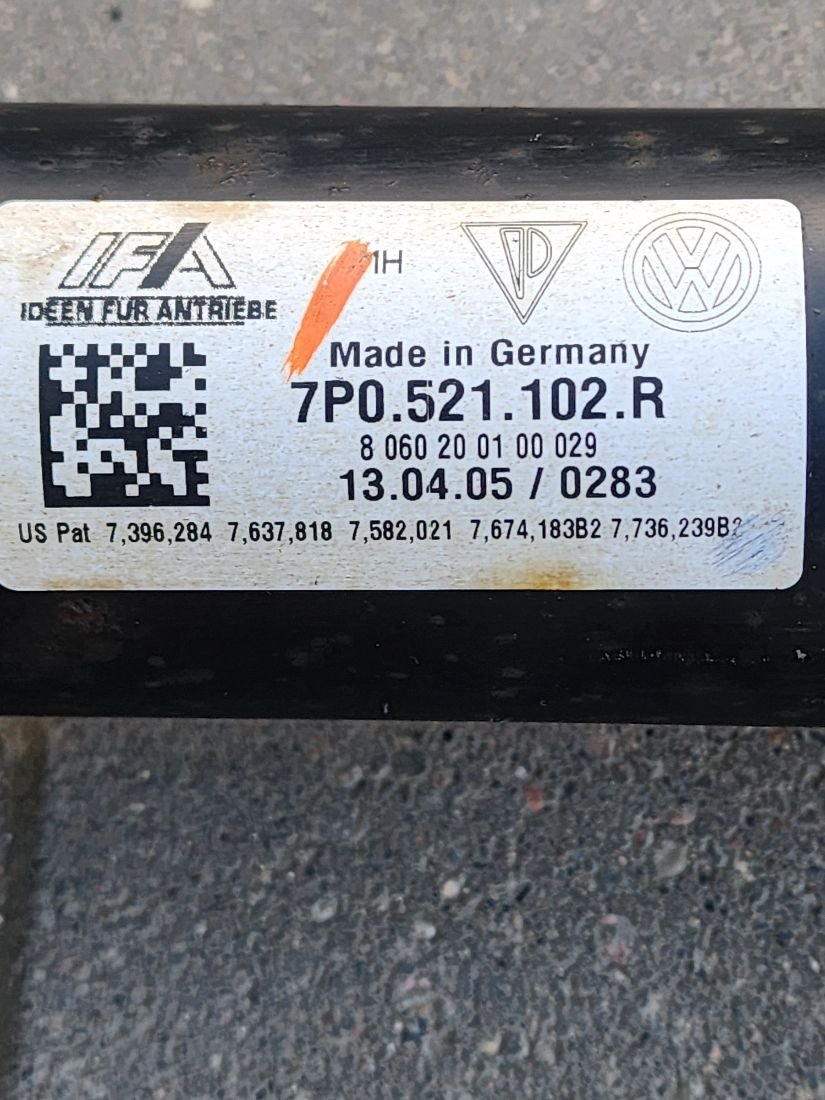 IFA
IDEEN FÜR ANTRIEBE
1H
Made in Germany
7P0.521.102.R
8 060 20 01 00 029
13.04.05 / 0283
US Pat 7,396,284 7,637,818 7,582,021 7,674,183B2 7,736,239B2